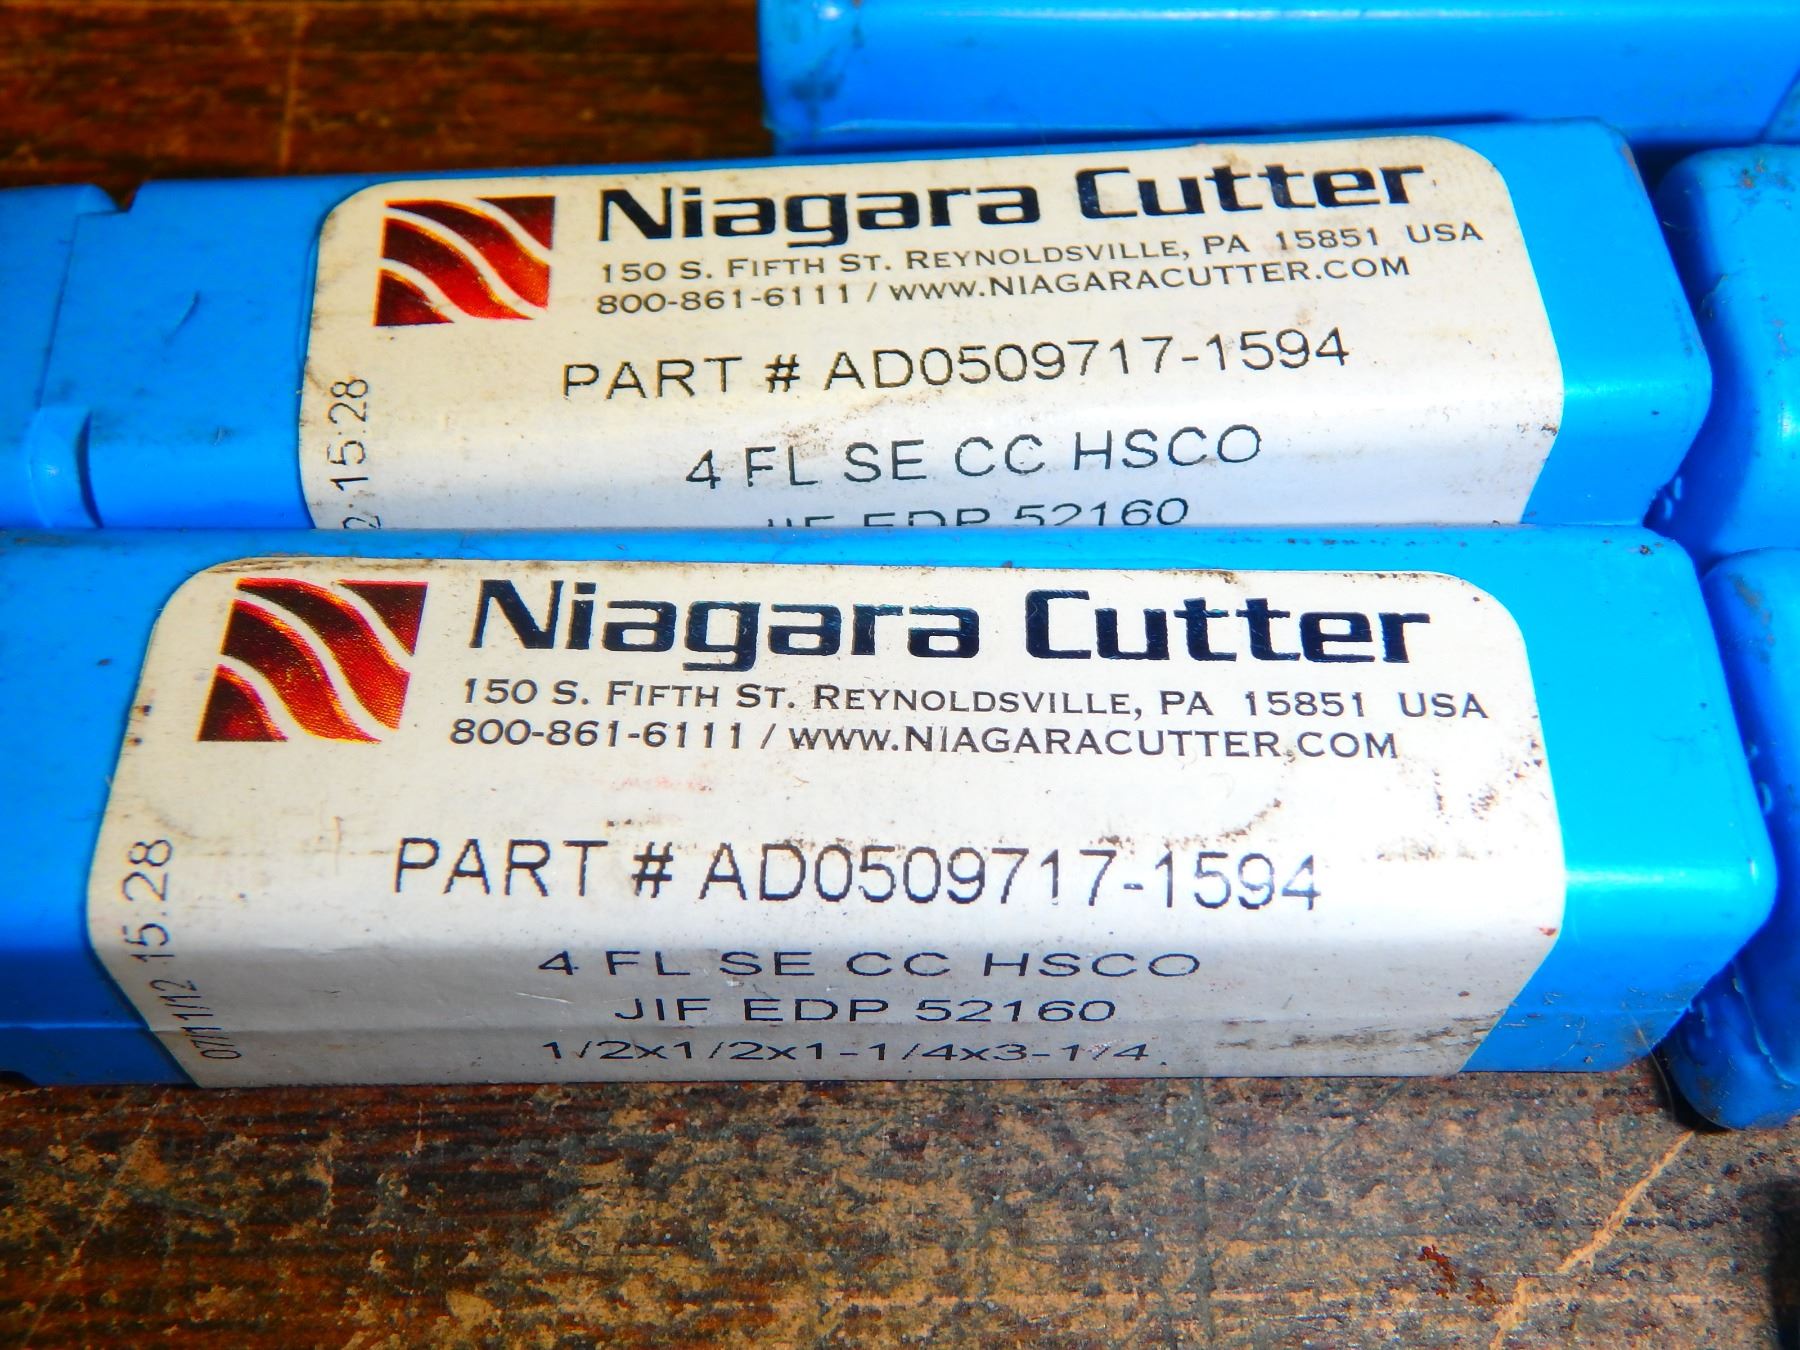 Niagara Cutter
150 S. FIFTH ST. REYNOLDSVILLE, PA 15851 USA
800-861-6111 / WWW.NIAGARACUTTER.COM
PART # AD0509717-1594
4 FL SE CC HSCO
JIF EDP 52160
15:28
Niagara Cutter
150 S. FIFTH ST. REYNOLDSVILLE, PA 15851 USA
800-861-6111 / WWW.NIAGARACUTTER.COM
PART # AD0509717-1594
4 FL SE CC HSCO
JIF EDP 52160
1/2x1/2x1-1/4x3-1/4
15:28